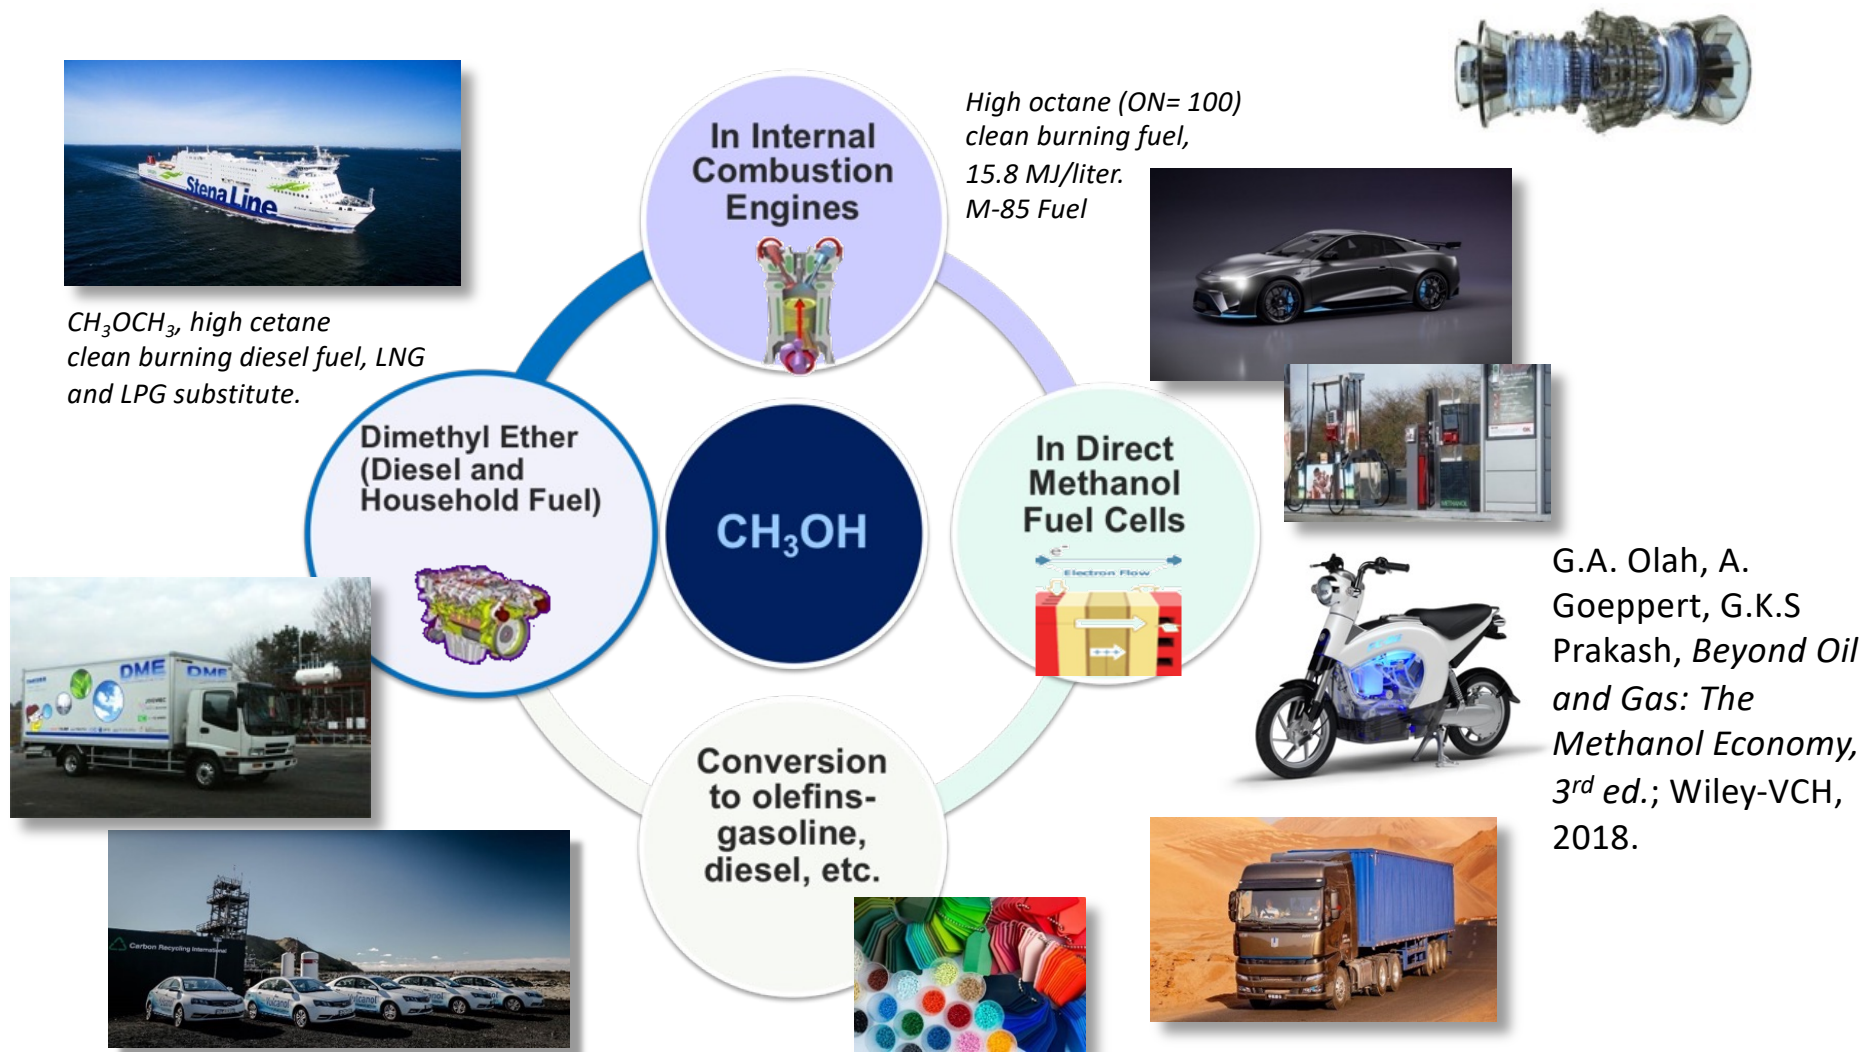 High octane (ON= 100)
clean burning fuel,
15.8 MJ/liter.
M-85 Fuel
In Internal
Combustion
Engines
Stena Line
CH₃OCH₃, high cetane
clean burning diesel fuel, LNG
and LPG substitute.
Dimethyl Ether
(Diesel and
Household Fuel)
CH₃OH
In Direct
Methanol
Fuel Cells
e⁻
Electron Flow
METHANOL
G.A. Olah, A.
Goeppert, G.K.S
Prakash, Beyond Oil
and Gas: The
Methanol Economy,
3rd ed.; Wiley-VCH,
2018.
DME
DME
Conversion
to olefins-
gasoline,
diesel, etc.
Carbon Recycling International
Vulcanol
Vulcanol